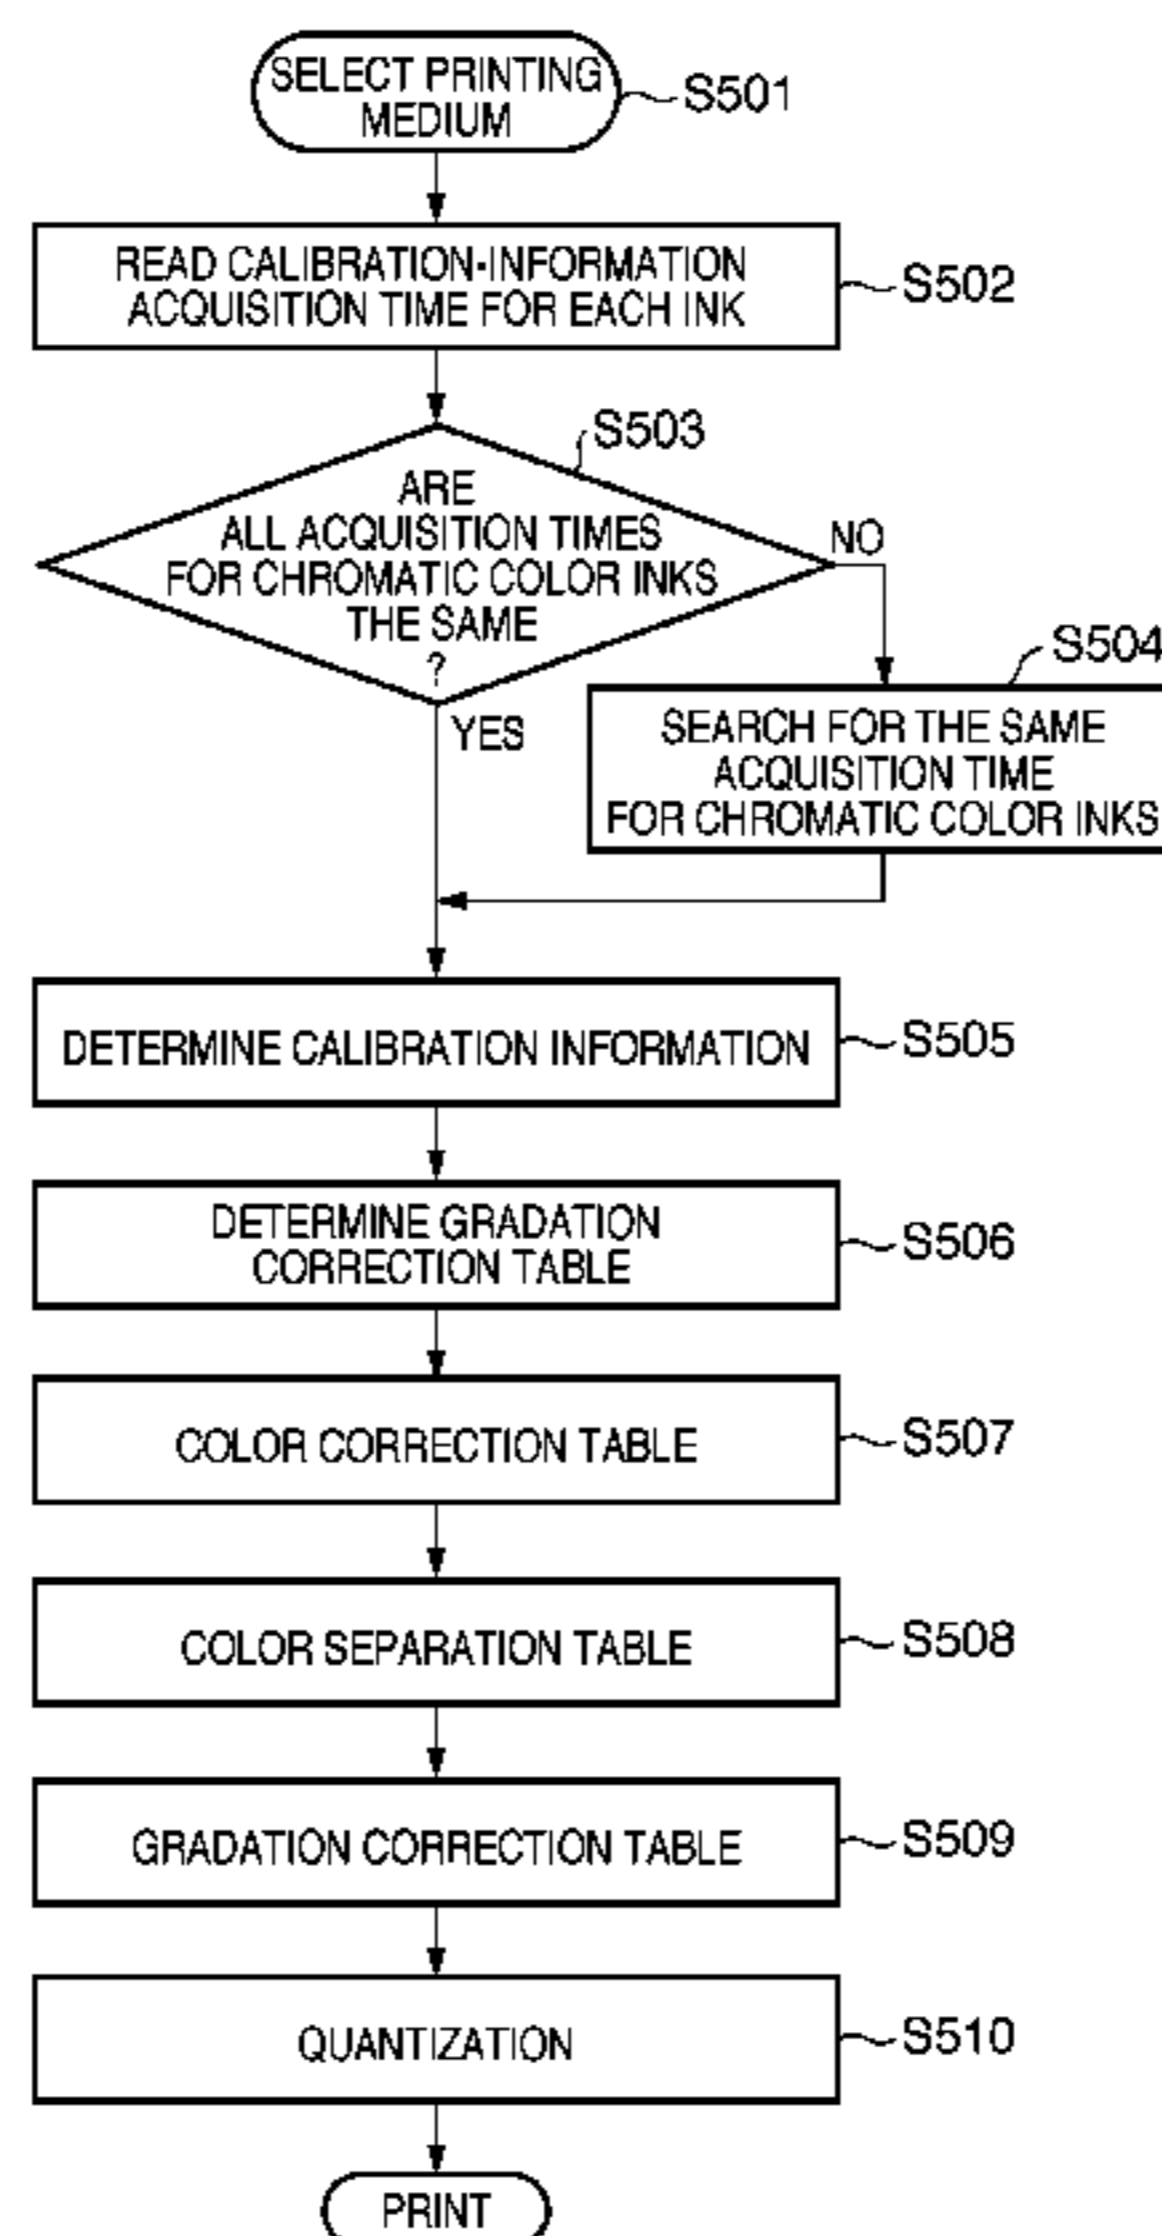 SELECT PRINTING
MEDIUM
S501
READ CALIBRATION-INFORMATION
ACQUISITION TIME FOR EACH INK
S502
S503
ARE
ALL ACQUISITION TIMES
FOR CHROMATIC COLOR INKS
THE SAME
?
NO
YES
S504
SEARCH FOR THE SAME
ACQUISITION TIME
FOR CHROMATIC COLOR INKS
DETERMINE CALIBRATION INFORMATION
S505
DETERMINE GRADATION
CORRECTION TABLE
S506
COLOR CORRECTION TABLE
S507
COLOR SEPARATION TABLE
S508
GRADATION CORRECTION TABLE
S509
QUANTIZATION
S510
PRINT